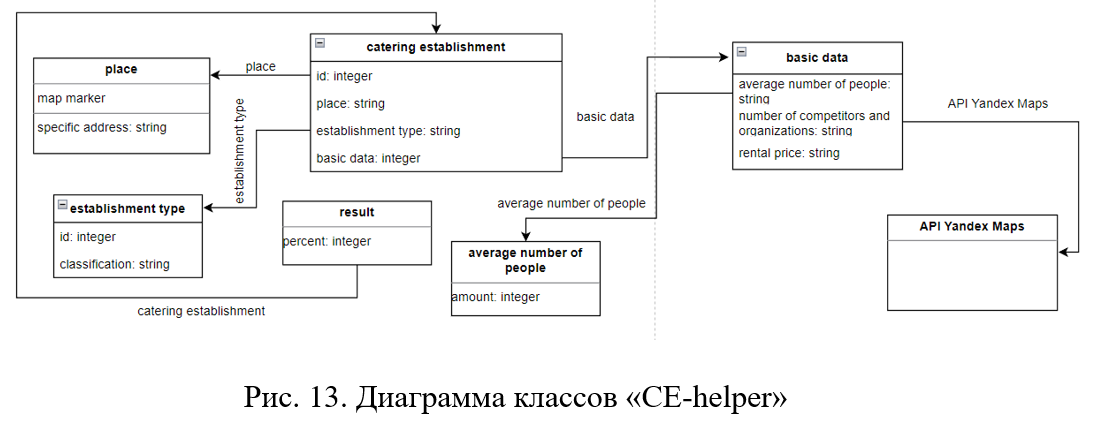 catering establishment
id: integer
place: string
establishment type: string
basic data: integer
place
place
map marker
specific address: string
establishment type
establishment type
id: integer
classification: string
result
percent: integer
catering establishment
basic data
basic data
average number of people:
string
number of competitors and
organizations: string
rental price: string
average number of people
average number of
people
amount: integer
API Yandex Maps
API Yandex Maps
Рис. 13. Диаграмма классов «CE-helper»